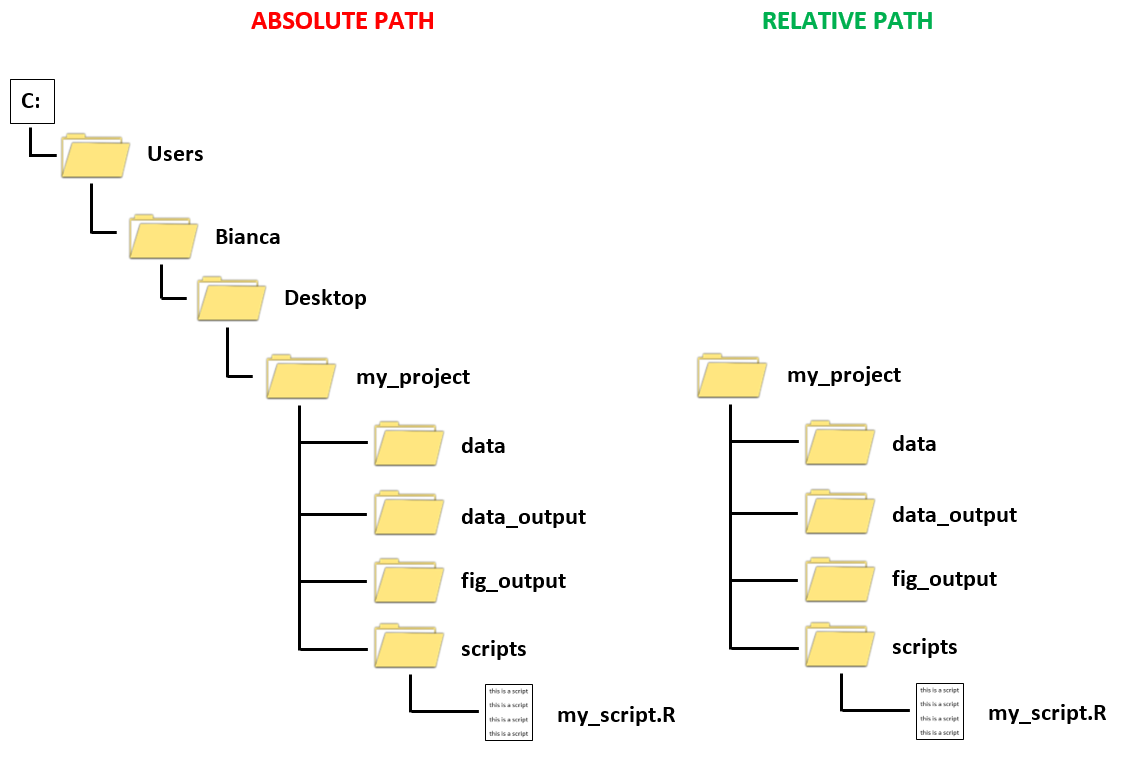 ABSOLUTE PATH
RELATIVE PATH
C:
Users
Bianca
Desktop
my_project
data
data_output
fig_output
scripts
this is a script
this is a script
this is a script
this is a script
my_script.R
my_project
data
data_output
fig_output
scripts
this is a script
this is a script
this is a script
this is a script
my_script.R